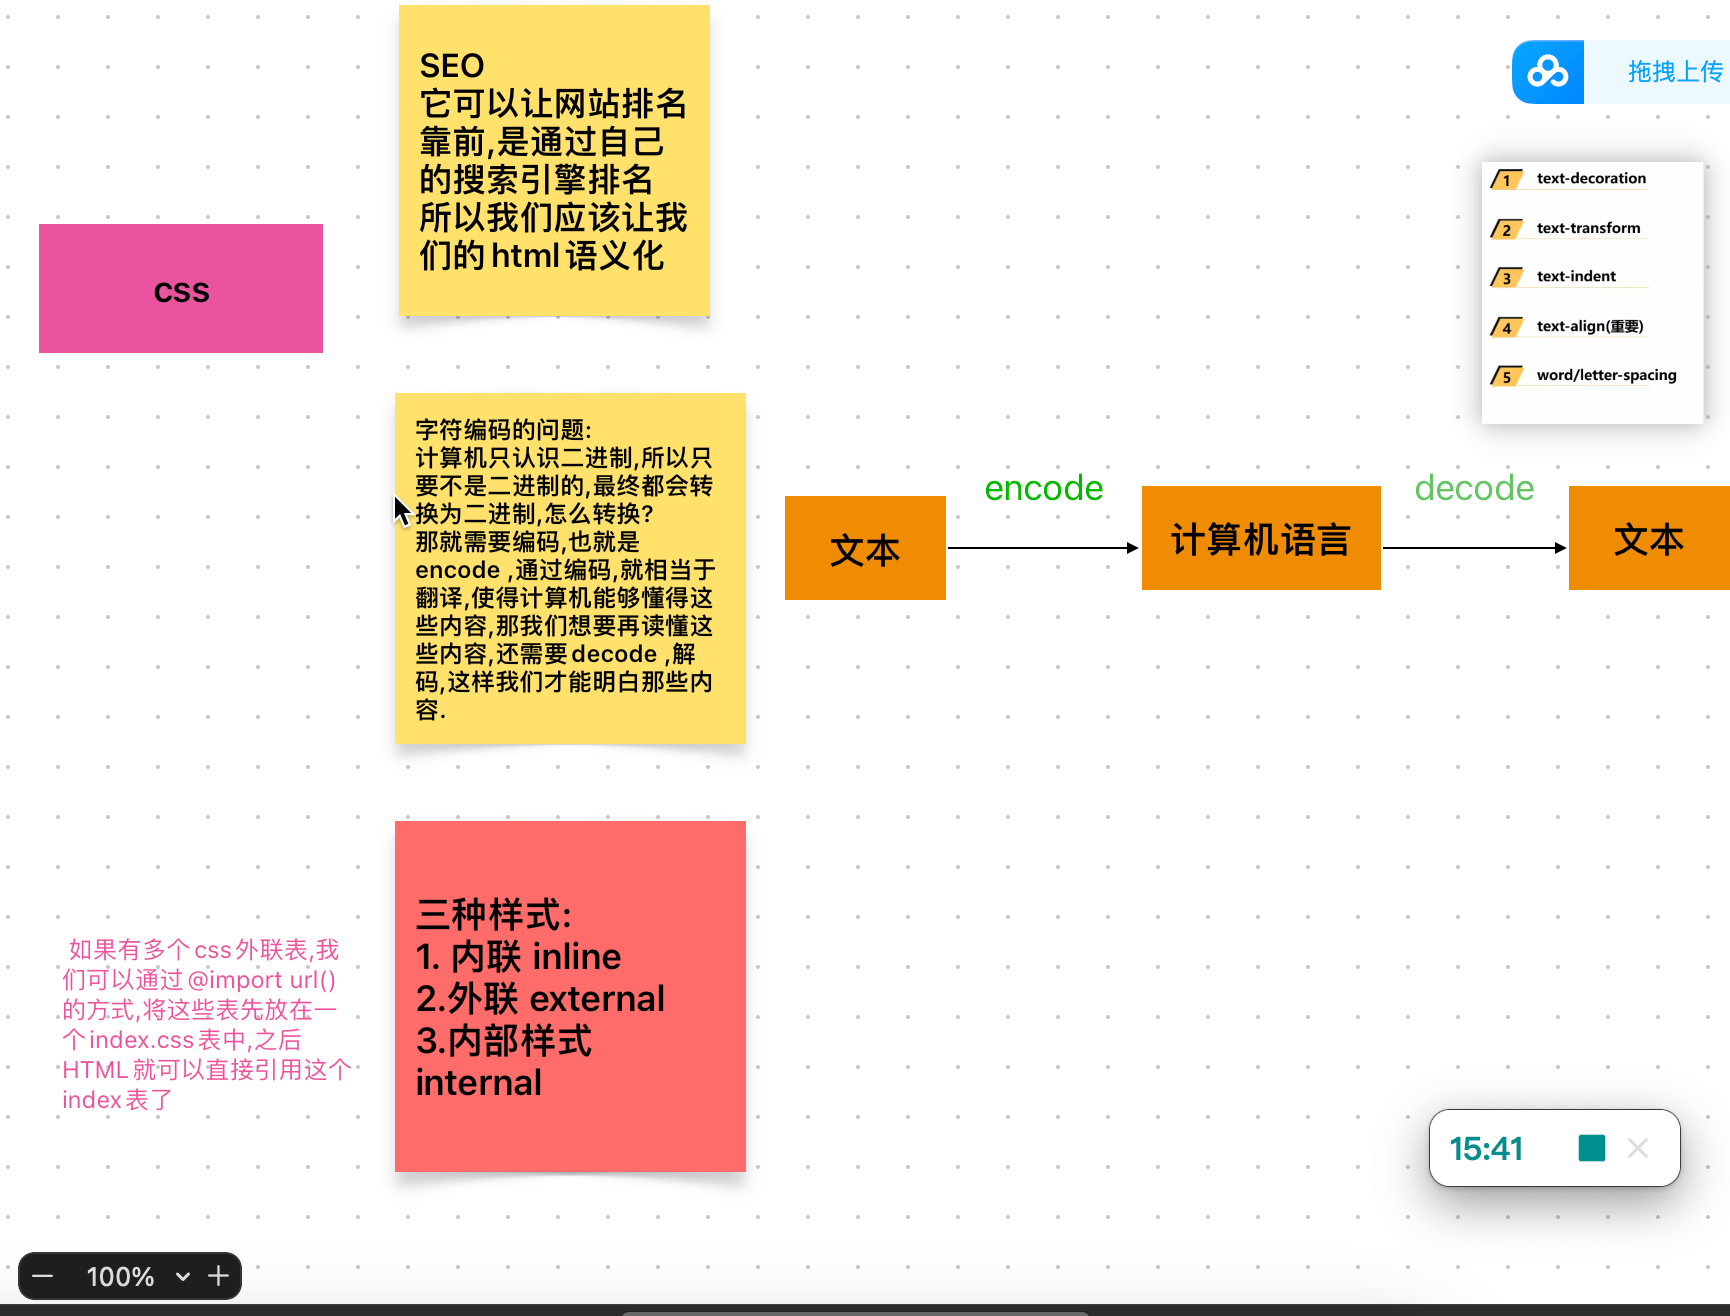 SEO
它可以让网站排名
靠前,是通过自己
的搜索引擎排名
所以我们应该让我
们的html语义化
拖拽上传
css
1 text-decoration
2 text-transform
3 text-indent
4 text-align(重要)
5 word/letter-spacing
字符编码的问题:
计算机只认识二进制,所以只
要不是二进制的,最终都会转
换为二进制,怎么转换?
那就需要编码,也就是
encode ,通过编码,就相当于
翻译,使得计算机能够懂得这
些内容,那我们想要再读懂这
些内容,还需要decode ,解
码,这样我们才能明白那些内
容.
文本
encode
计算机语言
decode
文本
三种样式:
1. 内联 inline
2.外联 external
3.内部样式
internal
如果有多个css外联表,我
们可以通过@import url()
的方式,将这些表先放在一
个index.css表中,之后
HTML就可以直接引用这个
index表了
15:41
100%